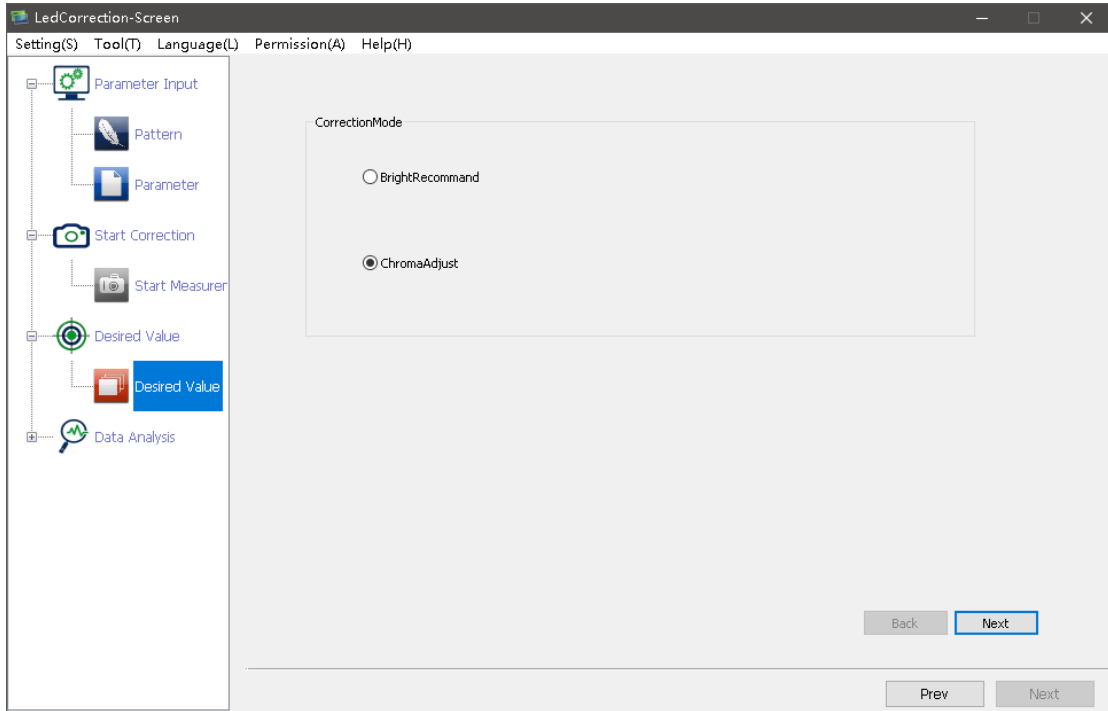 LedCorrection-Screen
Setting(S) Tool(T) Language(L) Permission(A) Help(H)
Parameter Input
Pattern
Parameter
Start Correction
Start Measurer
Desired Value
Desired Value
Data Analysis
CorrectionMode
BrightRecommand
ChromaAdjust
Back Next
Prev Next